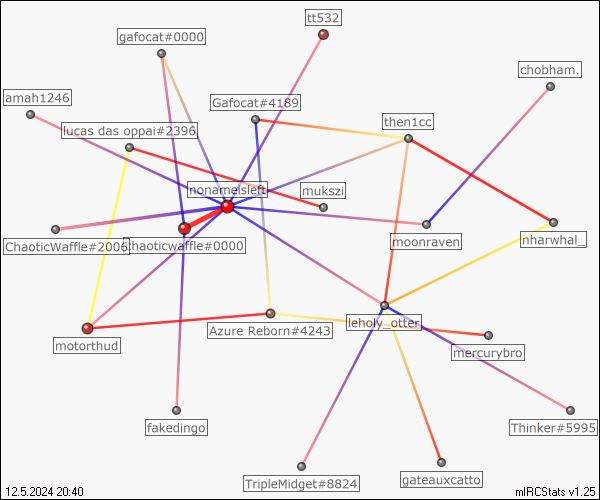 tt532
gafocat#0000
chobham.
amah1246
Gafocat#4189
then1cc
lucas das oppai#2396
nonameisleft
mukszi
ChaoticWaffle#2006
chaoticwaffle#0000
moonraven
nharwhal_
Azure Reborn#4243
leholy_otter
motorthud
mercurybro
fakedingo
Thinker#5995
TripleMidget#8824
gateauxcatto
12.5.2024 20:40
mIRCStats v1.25